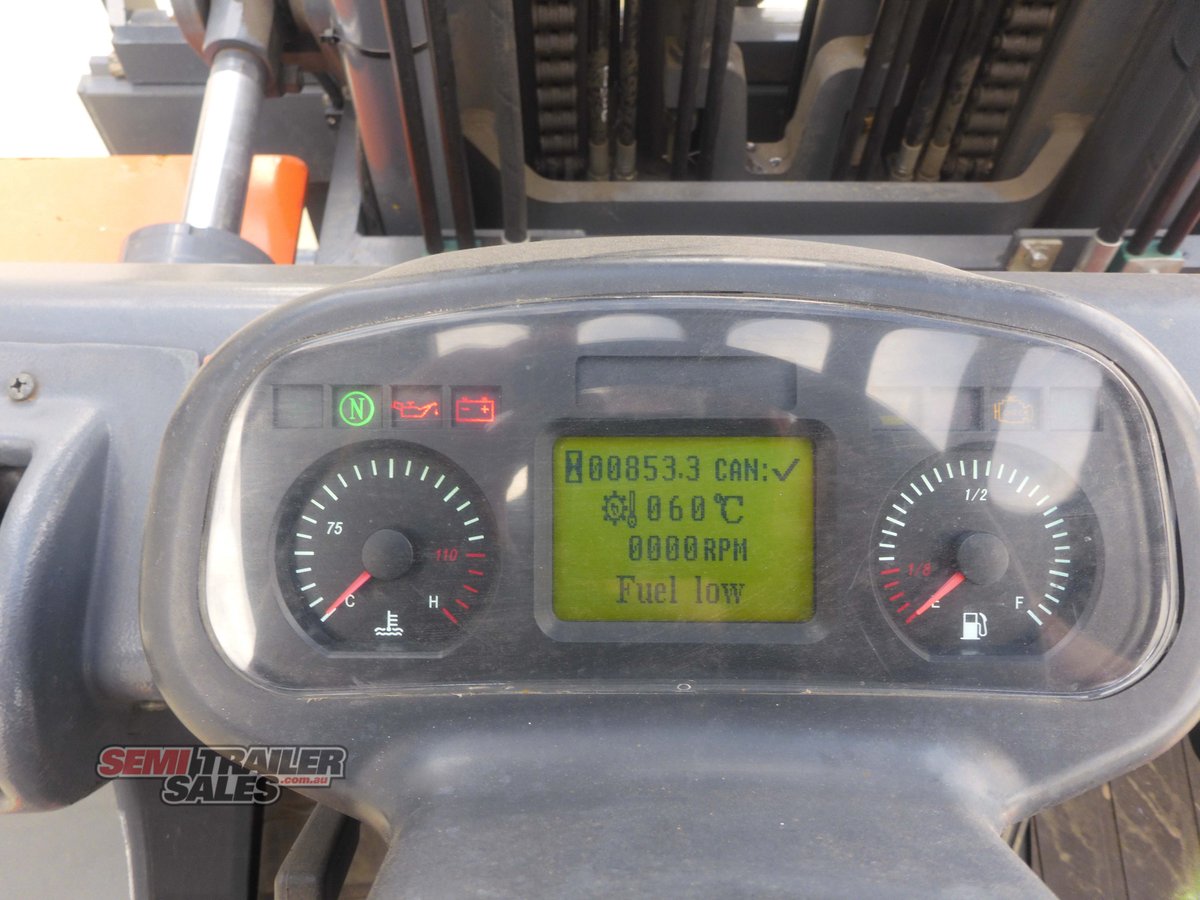 N
00853.3 CAN:✓
060℃
0000RPM
Fuel low
75
110
C
H
1/2
1/8
E
F
SEMI TRAILER
SALES.com.au